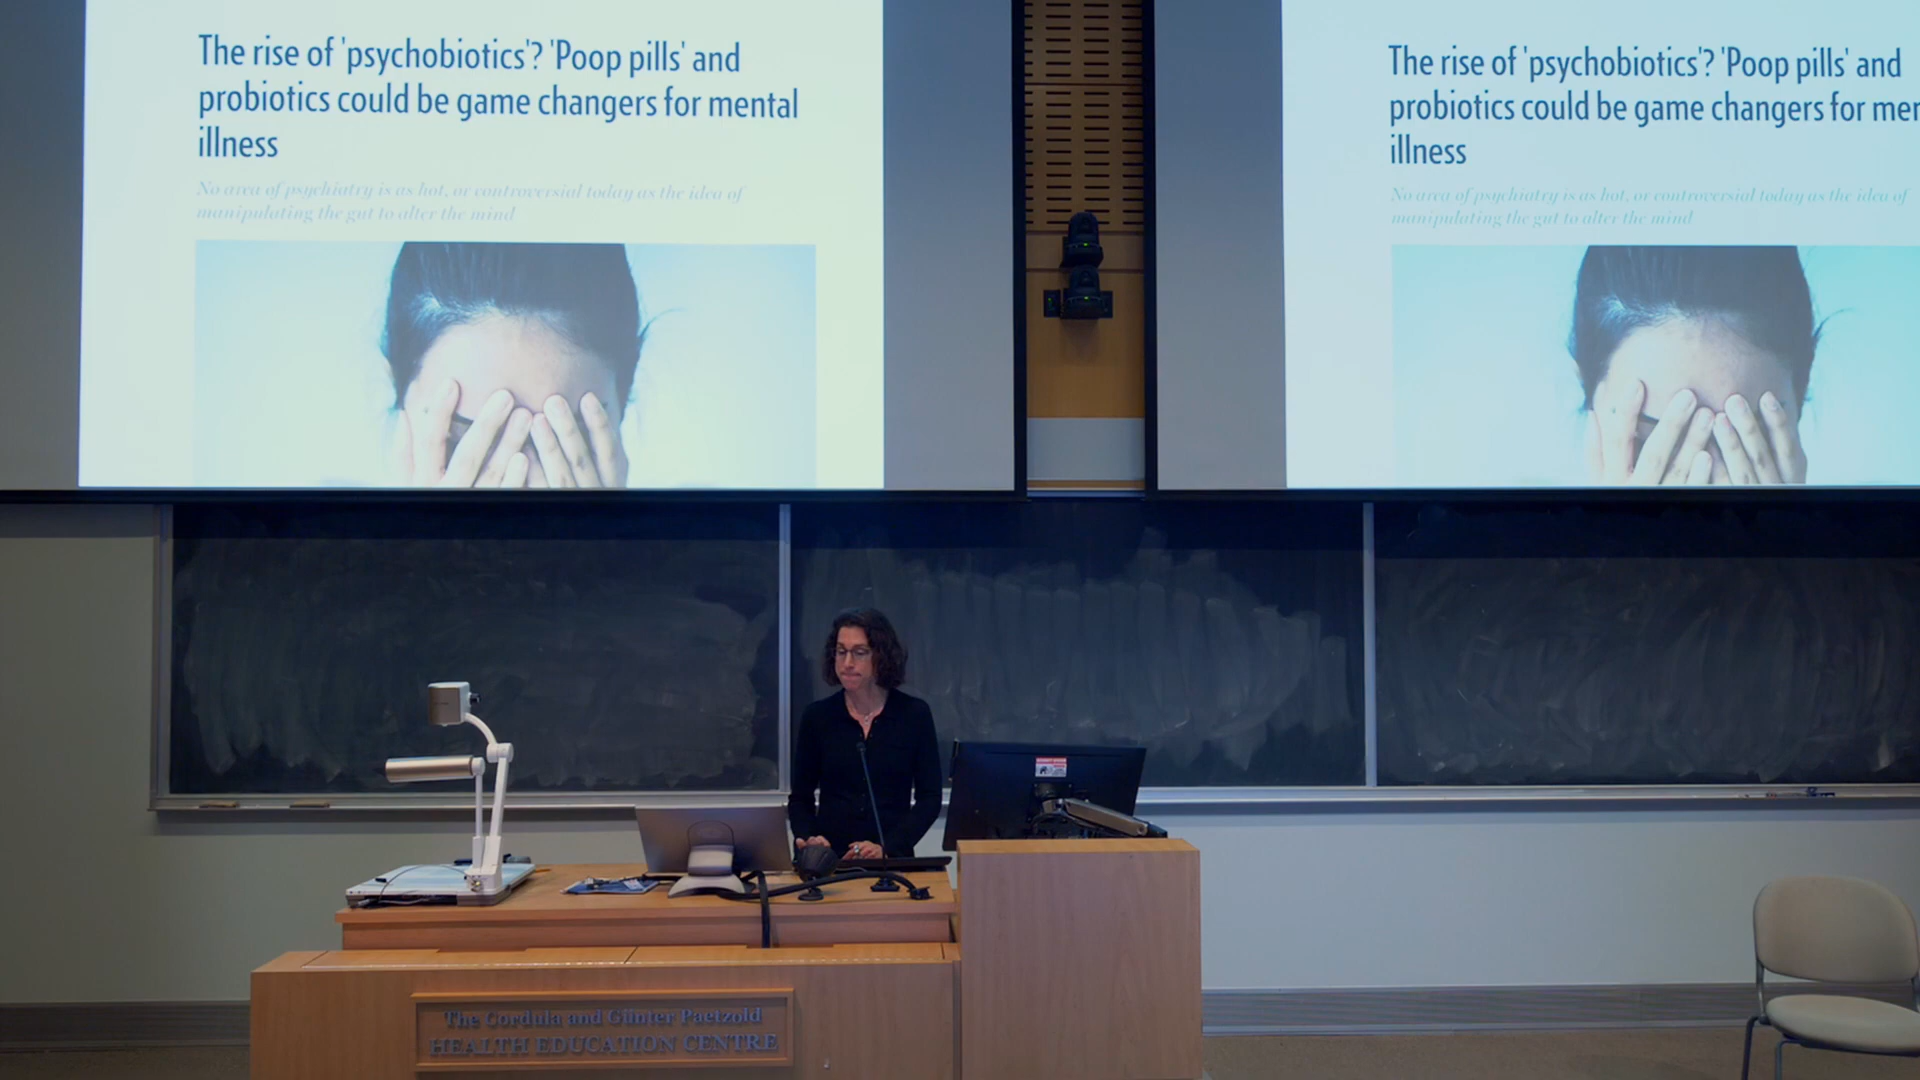 The rise of 'psychobiotics'? 'Poop pills' and
probiotics could be game changers for mental
illness
No area of psychiatry is as hot, or controversial today as the idea of
manipulating the gut to alter the mind
The rise of 'psychobiotics'? 'Poop pills' and
probiotics could be game changers for men
illness
No area of psychiatry is as hot, or controversial today as the idea of
manipulating the gut to alter the mind
The Cordula and Günter Paetzold
HEALTH EDUCATION CENTRE